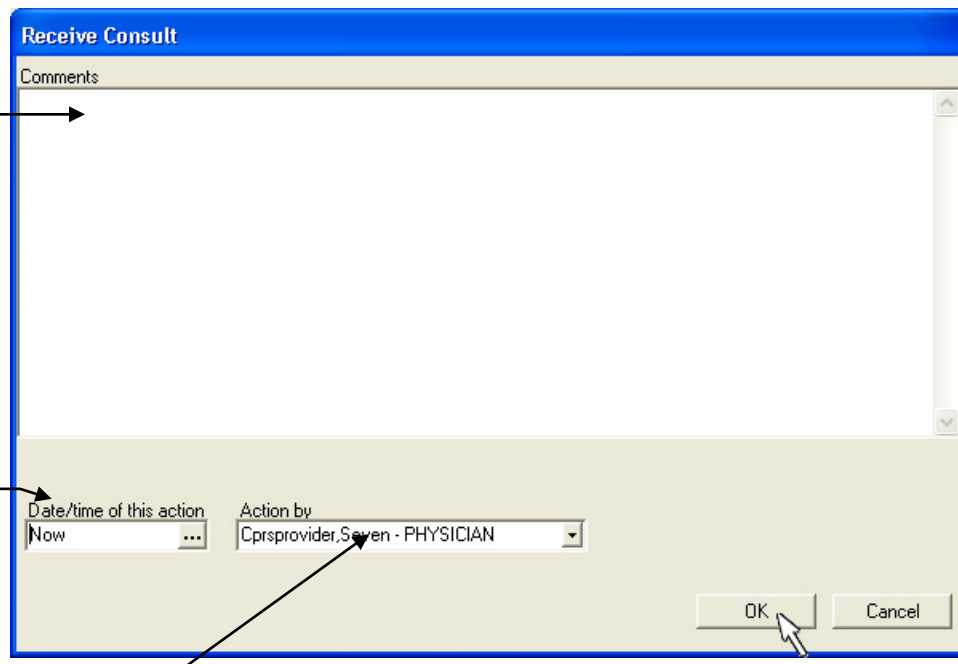 Receive Consult
Comments
Date/time of this action Action by
Now ... Cprsprovider,Seven - PHYSICIAN
OK Cancel